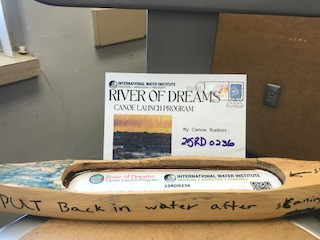 INTERNATIONAL WATER INSTITUTE
RIVER OF DREAMS
CANOE LAUNCH PROGRAM
My Canoe Number:
25RD0236
River of Dreams
Canoe Launch Program
INTERNATIONAL WATER INSTITUTE
25RD0236
PUT Back in water after